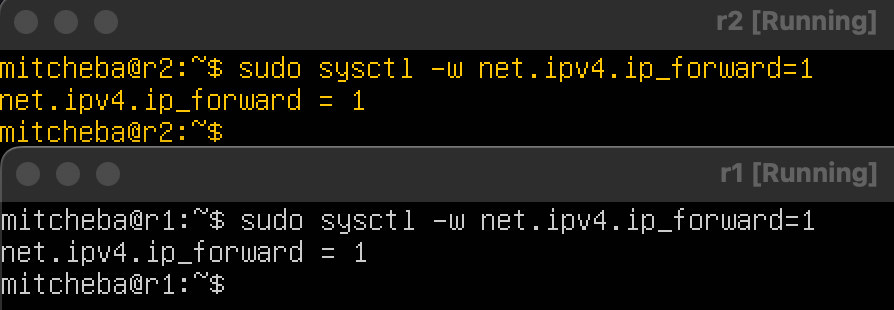 r2 [Running]
mitcheba@r2:~$ sudo sysctl -w net.ipv4.ip_forward=1
net.ipv4.ip_forward = 1
mitcheba@r2:~$
r1 [Running]
mitcheba@r1:~$ sudo sysctl -w net.ipv4.ip_forward=1
net.ipv4.ip_forward = 1
mitcheba@r1:~$